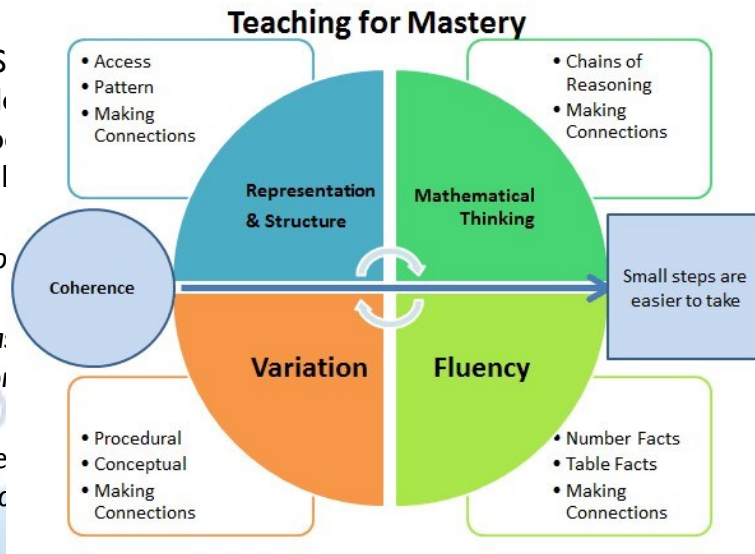 Teaching for Mastery
• Access
• Pattern
• Making
Connections
• Chains of
Reasoning
• Making
Connections
Representation
& Structure
Mathematical
Thinking
Coherence
Small steps are
easier to take
Variation
Fluency
• Procedural
• Conceptual
• Making
Connections
• Number Facts
• Table Facts
• Making
Connections